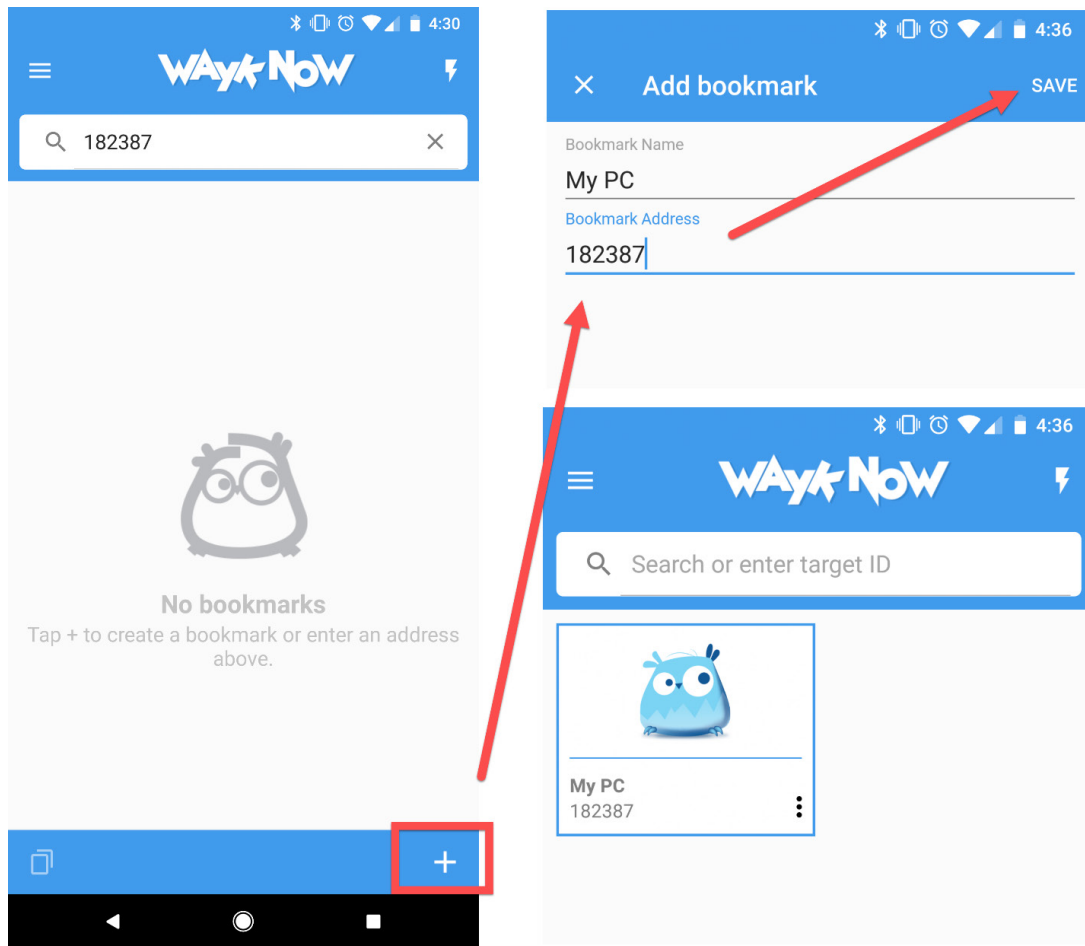 4:30
WAyk NoW
182387
No bookmarks
Tap + to create a bookmark or enter an address
above.
4:36
Add bookmark
SAVE
Bookmark Name
My PC
Bookmark Address
182387
4:36
WAyk NoW
Search or enter target ID
My PC
182387